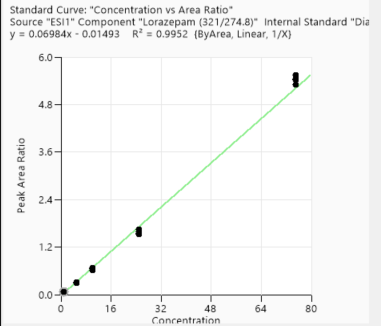 Standard Curve: "Concentration vs Area Ratio"
Source "ESI1" Component "Lorazepam (321/274.8)" Internal Standard "Dia
y = 0.06984x - 0.01493 R² = 0.9952 {ByArea, Linear, 1/X}
6.0
4.8
3.6
2.4
1.2
0.0
Peak Area Ratio
0 16 32 48 64 80
Concentration